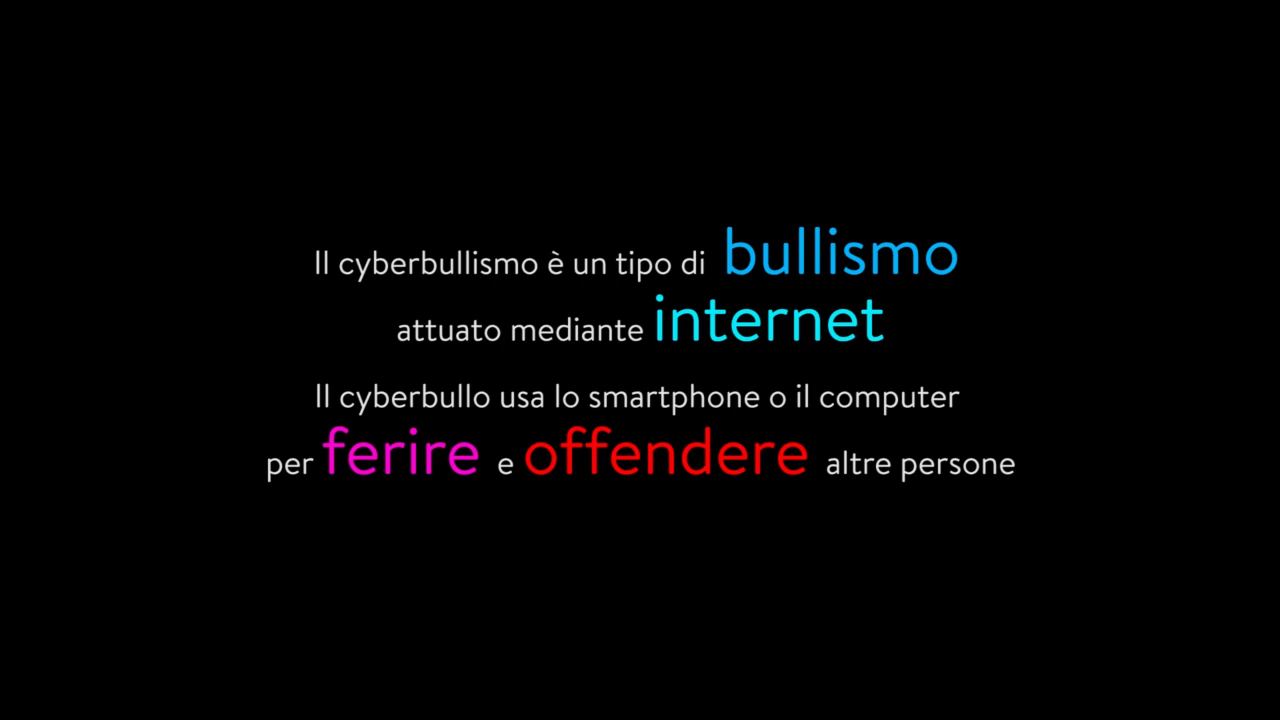 Il cyberbullismo è un tipo di bullismo
attuato mediante internet
Il cyberbullo usa lo smartphone o il computer
per ferire e offendere altre persone